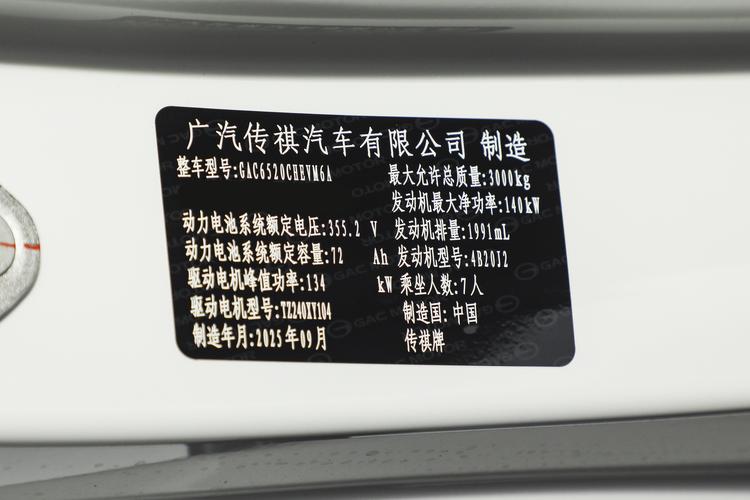 广汽传祺汽车有限公司 制造
整车型号:GAC6520CHEVM6A
最大允许总质量:3000kg
发动机最大净功率:140kW
动力电池系统额定电压:355.2 V
发动机排量:1991mL
动力电池系统额定容量:72 Ah
发动机型号:4B20J2
驱动电机峰值功率:134 kW
乘坐人数:7人
驱动电机型号:TZ240XY104
制造国:中国
制造年月:2025年09月
传祺牌